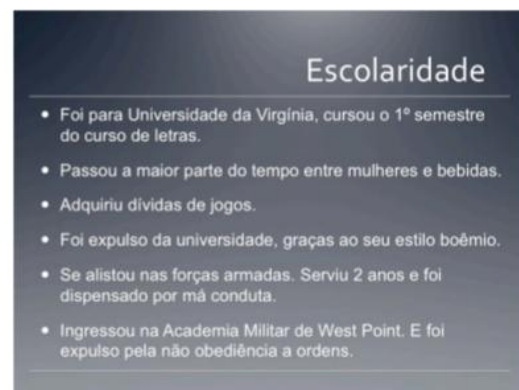 Escolaridade
• Foi para Universidade da Virgínia, cursou o 1º semestre
do curso de letras.
• Passou a maior parte do tempo entre mulheres e bebidas.
• Adquiriu dívidas de jogos.
• Foi expulso da universidade, graças ao seu estilo boêmio.
• Se alistou nas forças armadas. Serviu 2 anos e foi
dispensado por má conduta.
• Ingressou na Academia Militar de West Point. E foi
expulso pela não obediência a ordens.